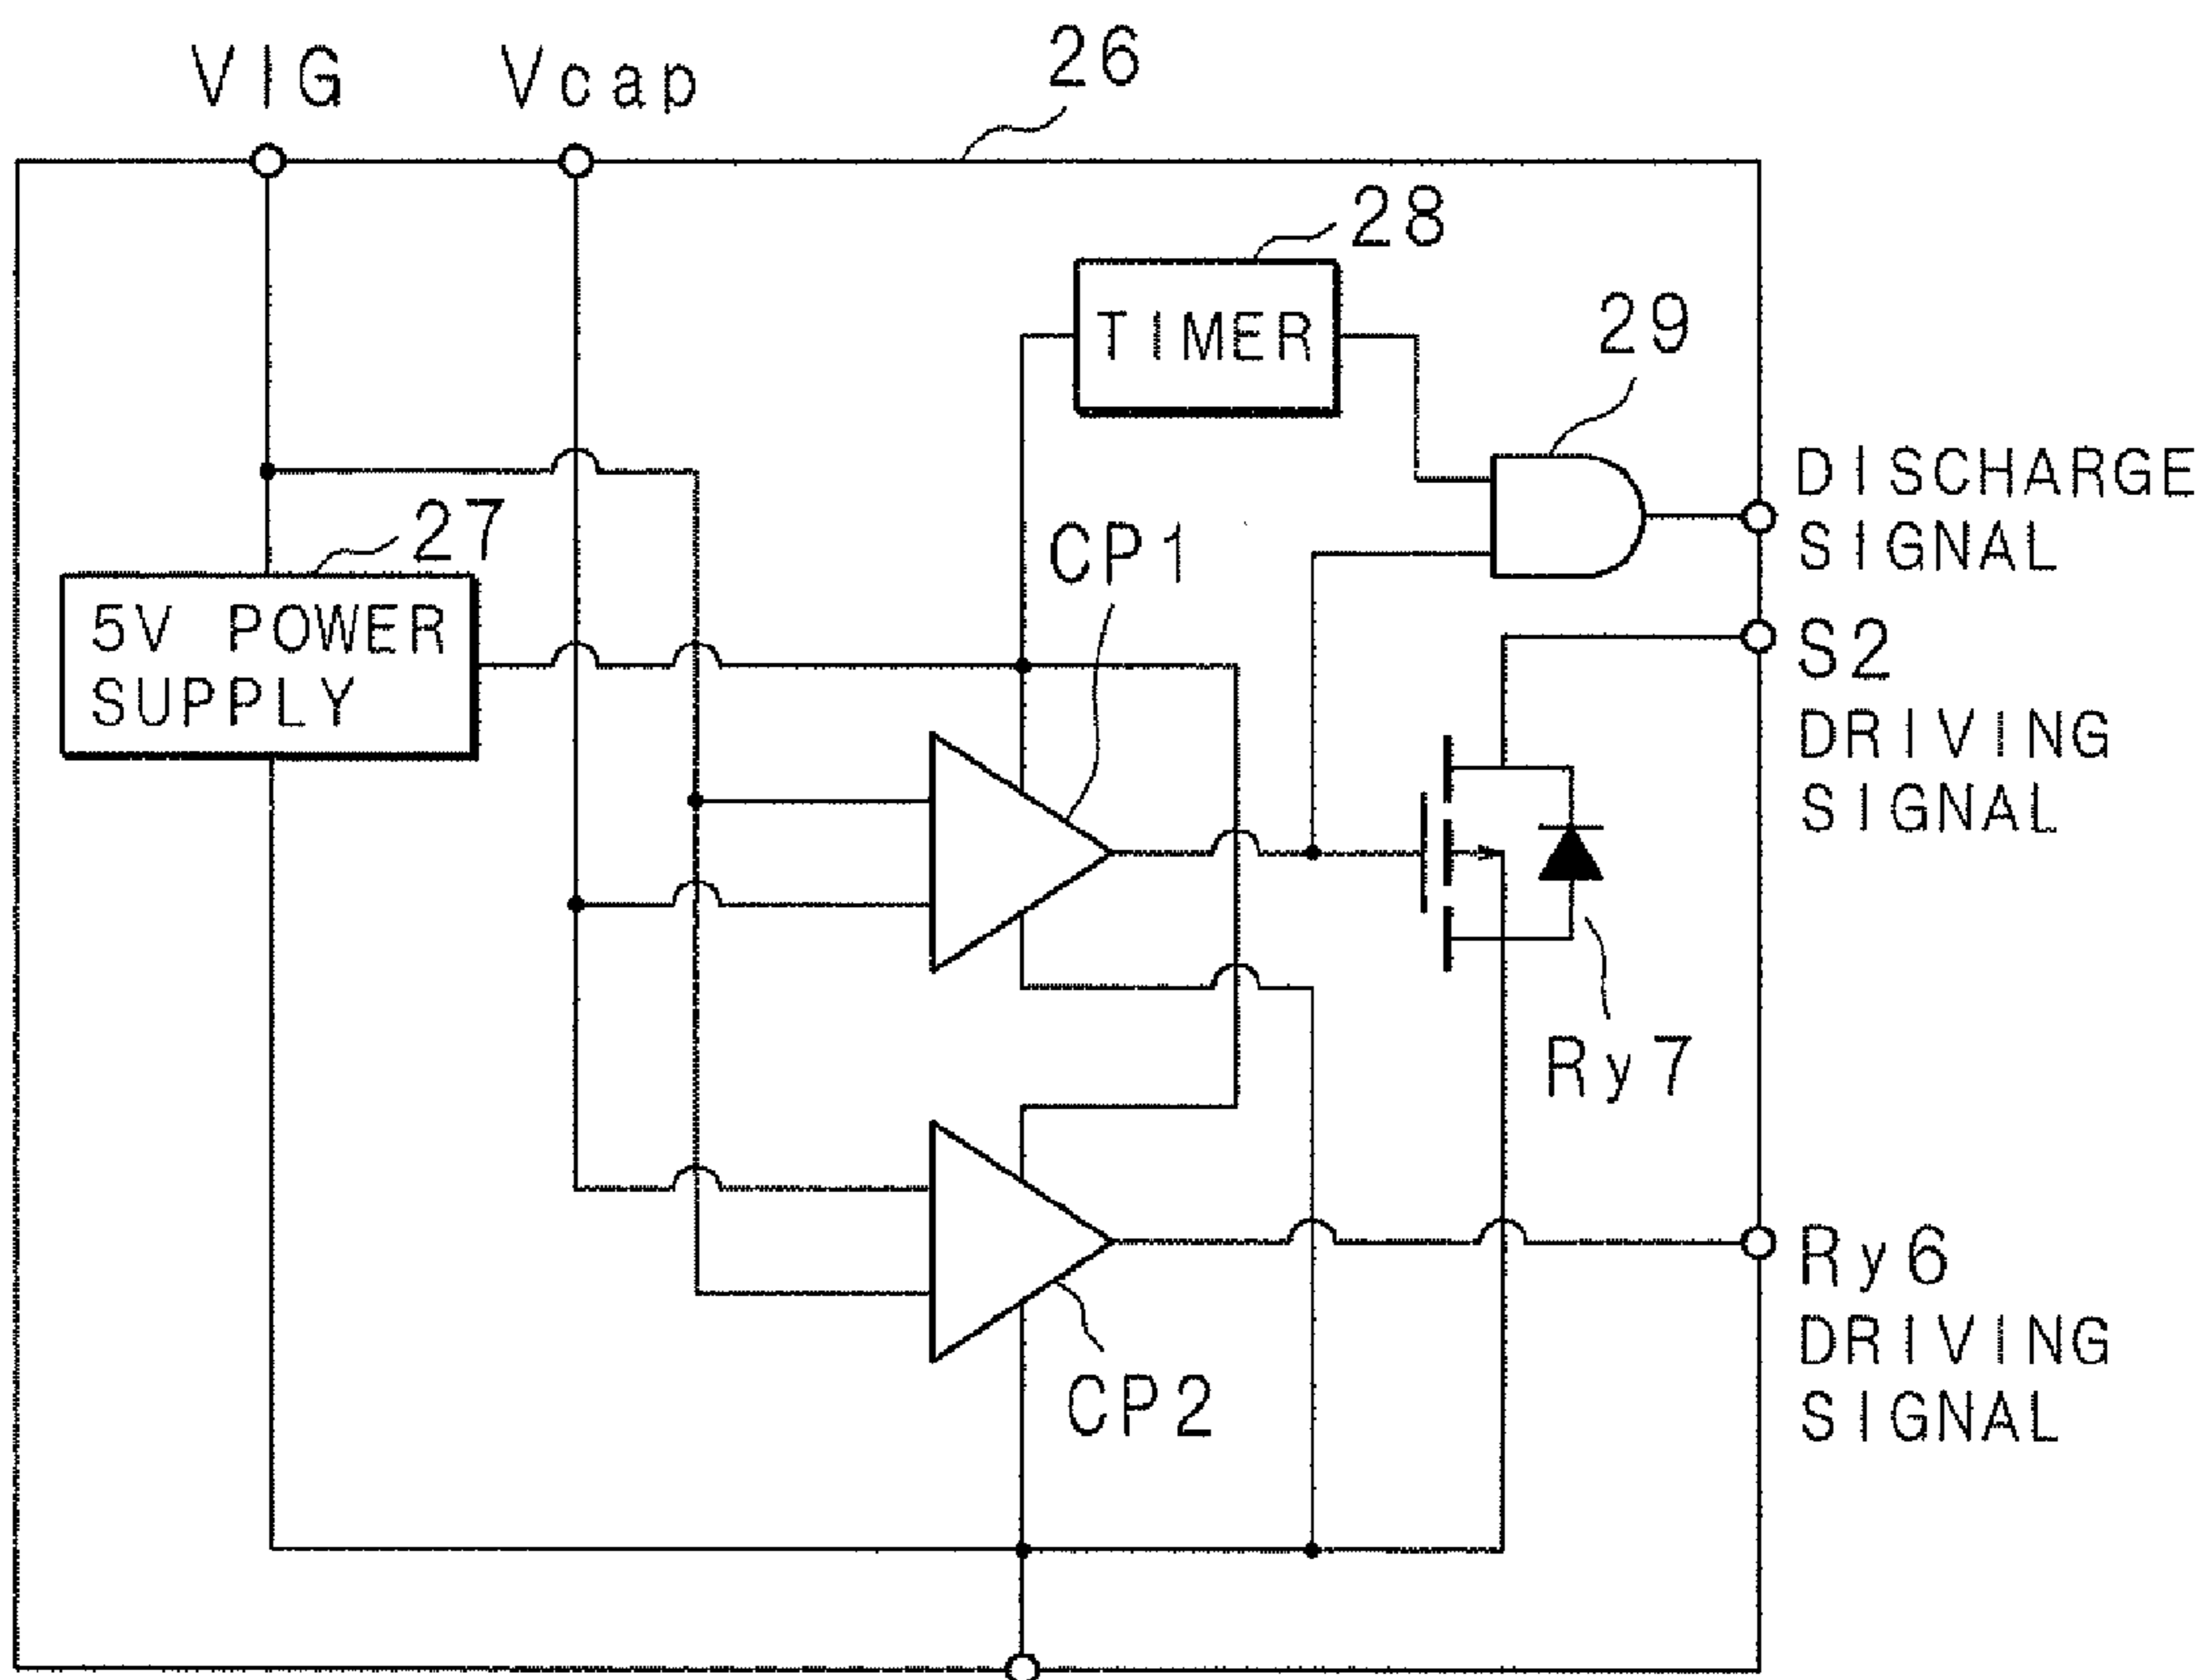 VIG
Vcap
26
28
TIMER
29
27
5V POWER
SUPPLY
CP1
DISCHARGE
SIGNAL
S2
DRIVING
SIGNAL
Ry7
CP2
Ry6
DRIVING
SIGNAL